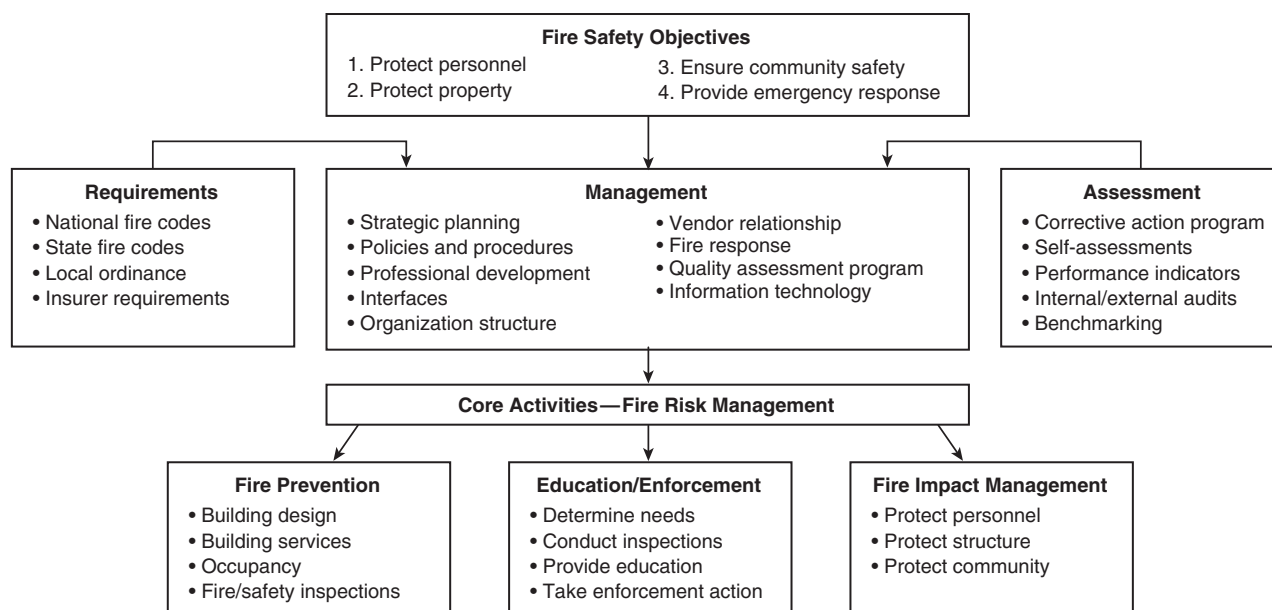 Fire Safety Objectives
1. Protect personnel
2. Protect property
3. Ensure community safety
4. Provide emergency response
Requirements
• National fire codes
• State fire codes
• Local ordinance
• Insurer requirements
Management
• Strategic planning
• Policies and procedures
• Professional development
• Interfaces
• Organization structure
• Vendor relationship
• Fire response
• Quality assessment program
• Information technology
Assessment
• Corrective action program
• Self-assessments
• Performance indicators
• Internal/external audits
• Benchmarking
Core Activities—Fire Risk Management
Fire Prevention
• Building design
• Building services
• Occupancy
• Fire/safety inspections
Education/Enforcement
• Determine needs
• Conduct inspections
• Provide education
• Take enforcement action
Fire Impact Management
• Protect personnel
• Protect structure
• Protect community